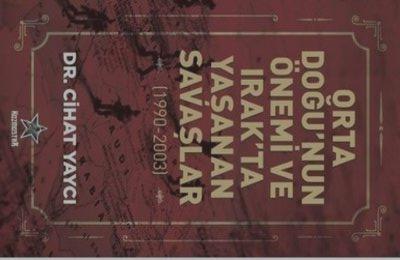 ORTA
DOĞU'NUN
ÖNEMİ VE
IRAK'TA
YAŞANAN
SAVAŞLAR
(1990-2003)
DR. CİHAT YAYCI